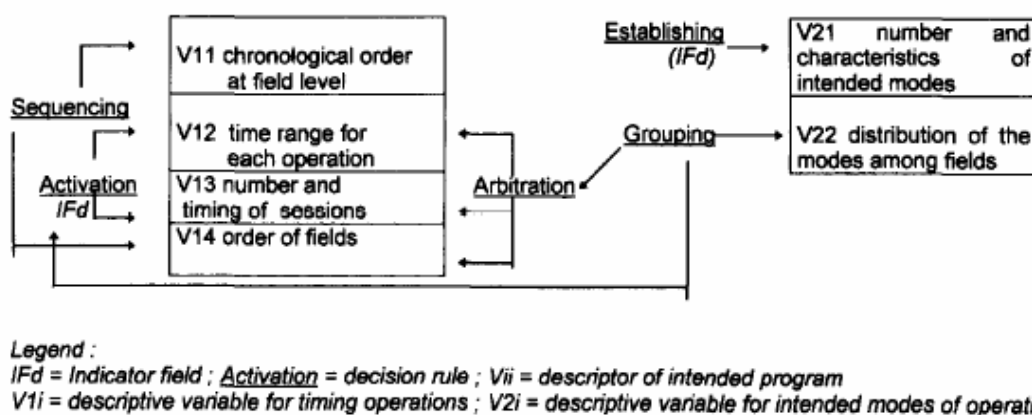 Sequencing
Activation
IFd
V11 chronological order
at field level
V12 time range for
each operation
V13 number and
timing of sessions
V14 order of fields
Arbitration
Establishing
(IFd)
Grouping
V21 number and
characteristics of
intended modes
V22 distribution of the
modes among fields
Legend :
IFd = Indicator field ; Activation = decision rule ; Vii = descriptor of intended program
V1i = descriptive variable for timing operations ; V2i = descriptive variable for intended modes of operat